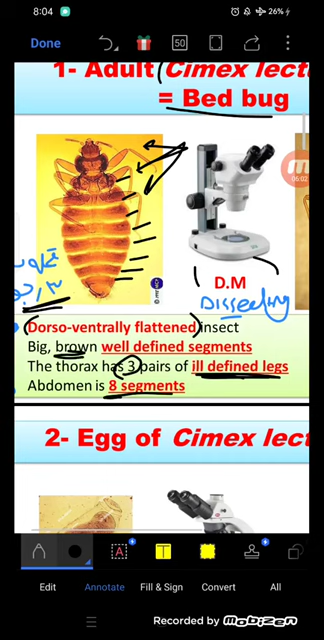 8:04
26%
Done
50
1- Adult (Cimex lect
= Bed bug
06:02
D.M
Dissecting
(Dorso-ventrally flattened) insect
Big, brown well defined segments
The thorax has 3 pairs of ill defined legs
Abdomen is 8 segments
2- Egg of Cimex lect
A
T
Edit
Annotate
Fill & Sign
Convert
All
Recorded by Mobizen